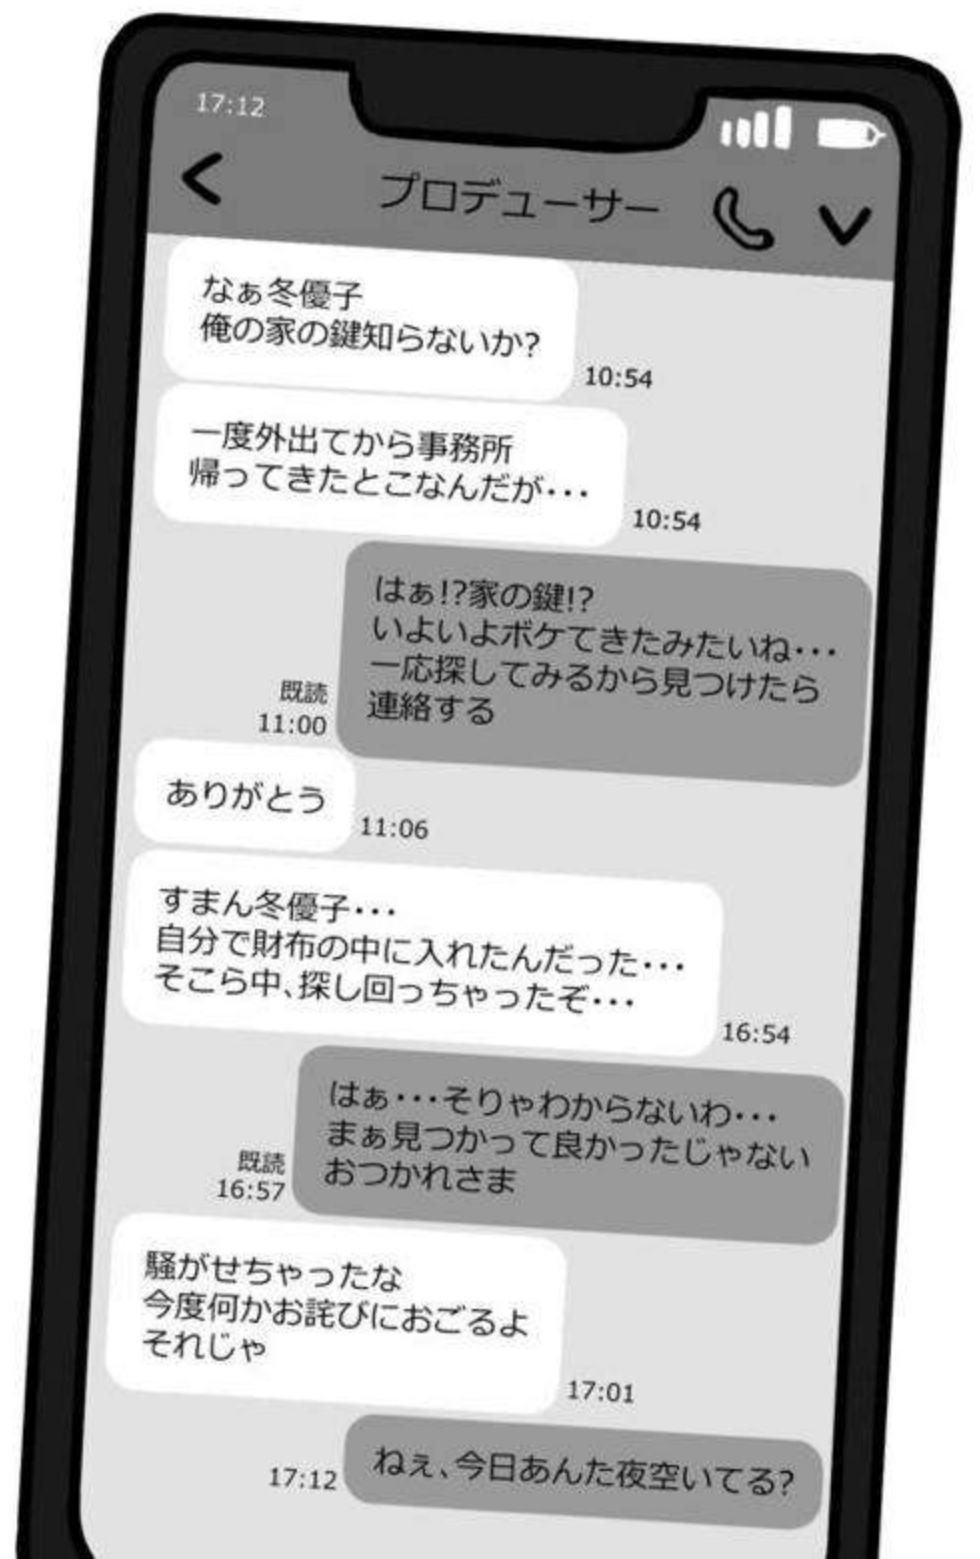 17:12
プロデューサー
なぁ冬優子
俺の家の鍵知らないか?
10:54
一度外出てから事務所
帰ってきたとこなんだが・・・
10:54
はぁ!?家の鍵!?
いよいよボケてきたみたいね・・・
一応探してみるから見つけたら
連絡する
既読
11:00
ありがとう
11:06
すまん冬優子・・・
自分で財布の中に入れたんだった・・・
そこら中、探し回っちゃったぞ・・・
16:54
はぁ・・・そりゃわからないわ・・・
まぁ見つかって良かったじゃない
おつかれさま
既読
16:57
騒がせちゃったな
今度何かお詫びにおごるよ
それじゃ
17:01
ねぇ、今日あんた夜空いてる?
17:12